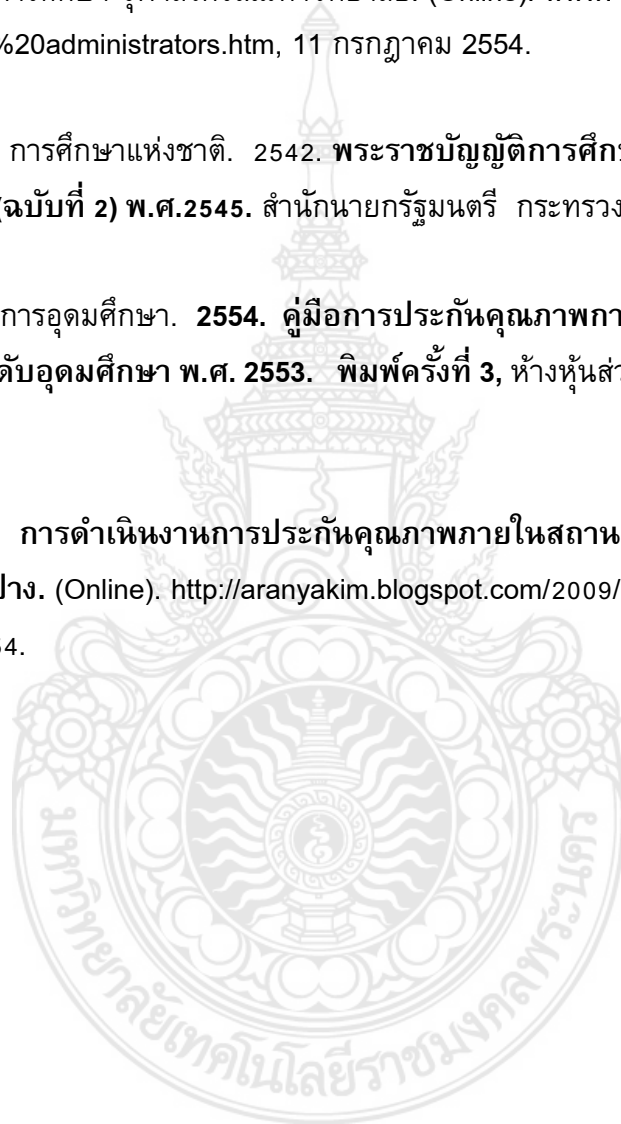 %20administrators.htm, 11 กรกฎาคม 2554.
การศึกษาแห่งชาติ. 2542. พระราชบัญญัติการศึก
(ฉบับที่ 2) พ.ศ.2545. สำนักนายกรัฐมนตรี กระทรวง
การอุดมศึกษา. 2554. คู่มือการประกันคุณภาพกา
ดับอุดมศึกษา พ.ศ. 2553. พิมพ์ครั้งที่ 3, ห้างหุ้นส่ว
การดำเนินงานการประกันคุณภาพภายในสถาน
ปาง. (Online). http://aranyakim.blogspot.com/2009/
54.
มหาวิทยาลัยเทคโนโลยีราชมงคลพระนคร